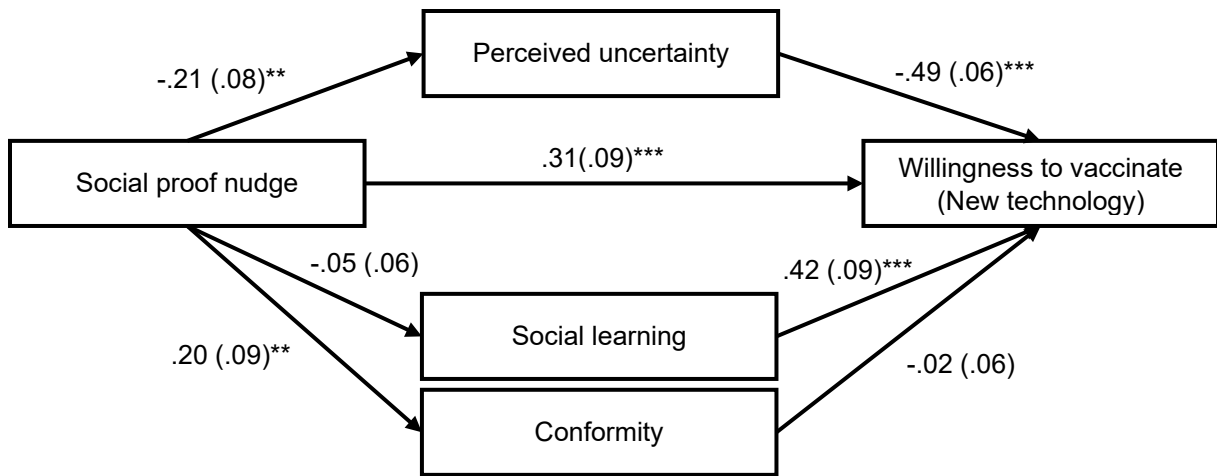 Perceived uncertainty
-.21 (.08)**
-.49 (.06)***
Social proof nudge
.31(.09)***
Willingness to vaccinate
(New technology)
-.05 (.06)
.42 (.09)***
Social learning
.20 (.09)**
-.02 (.06)
Conformity